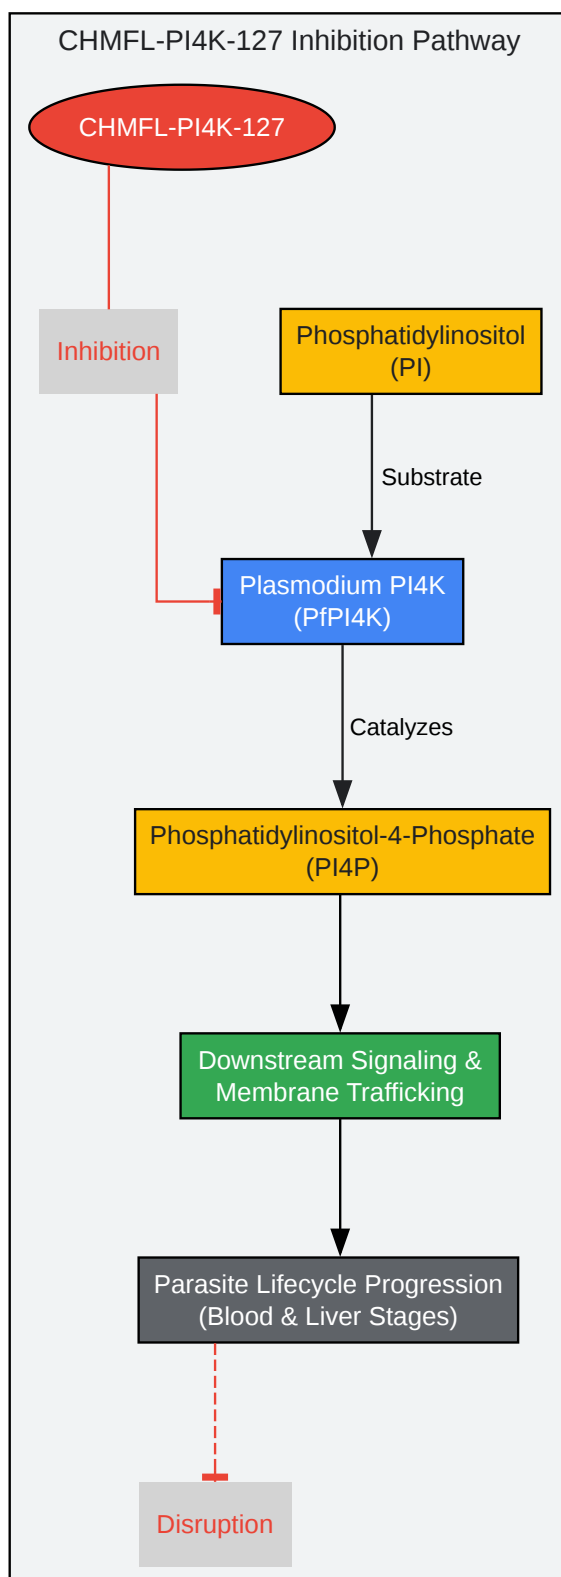 CHMFL-PI4K-127 Inhibition Pathway
CHMFL-PI4K-127
Inhibition
Phosphatidylinositol
(PI)
Substrate
Plasmodium PI4K
(PfPI4K)
Catalyzes
Phosphatidylinositol-4-Phosphate
(PI4P)
Downstream Signaling &
Membrane Trafficking
Parasite Lifecycle Progression
(Blood & Liver Stages)
Disruption